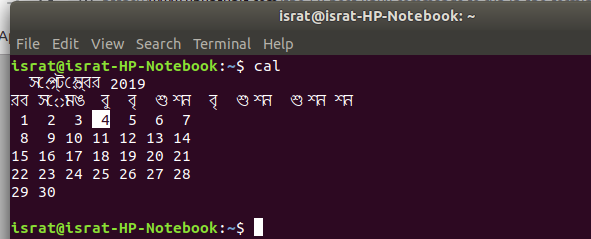 israt@israt-HP-Notebook: ~
File Edit View Search Terminal Help
israt@israt-HP-Notebook:~$ cal
সেপ্টেম্বর 2019
রব বু বৃ শু শন বৃ শু শন শু শন শন
1 2 3 4 5 6 7
8 9 10 11 12 13 14
15 16 17 18 19 20 21
22 23 24 25 26 27 28
29 30
israt@israt-HP-Notebook:~$